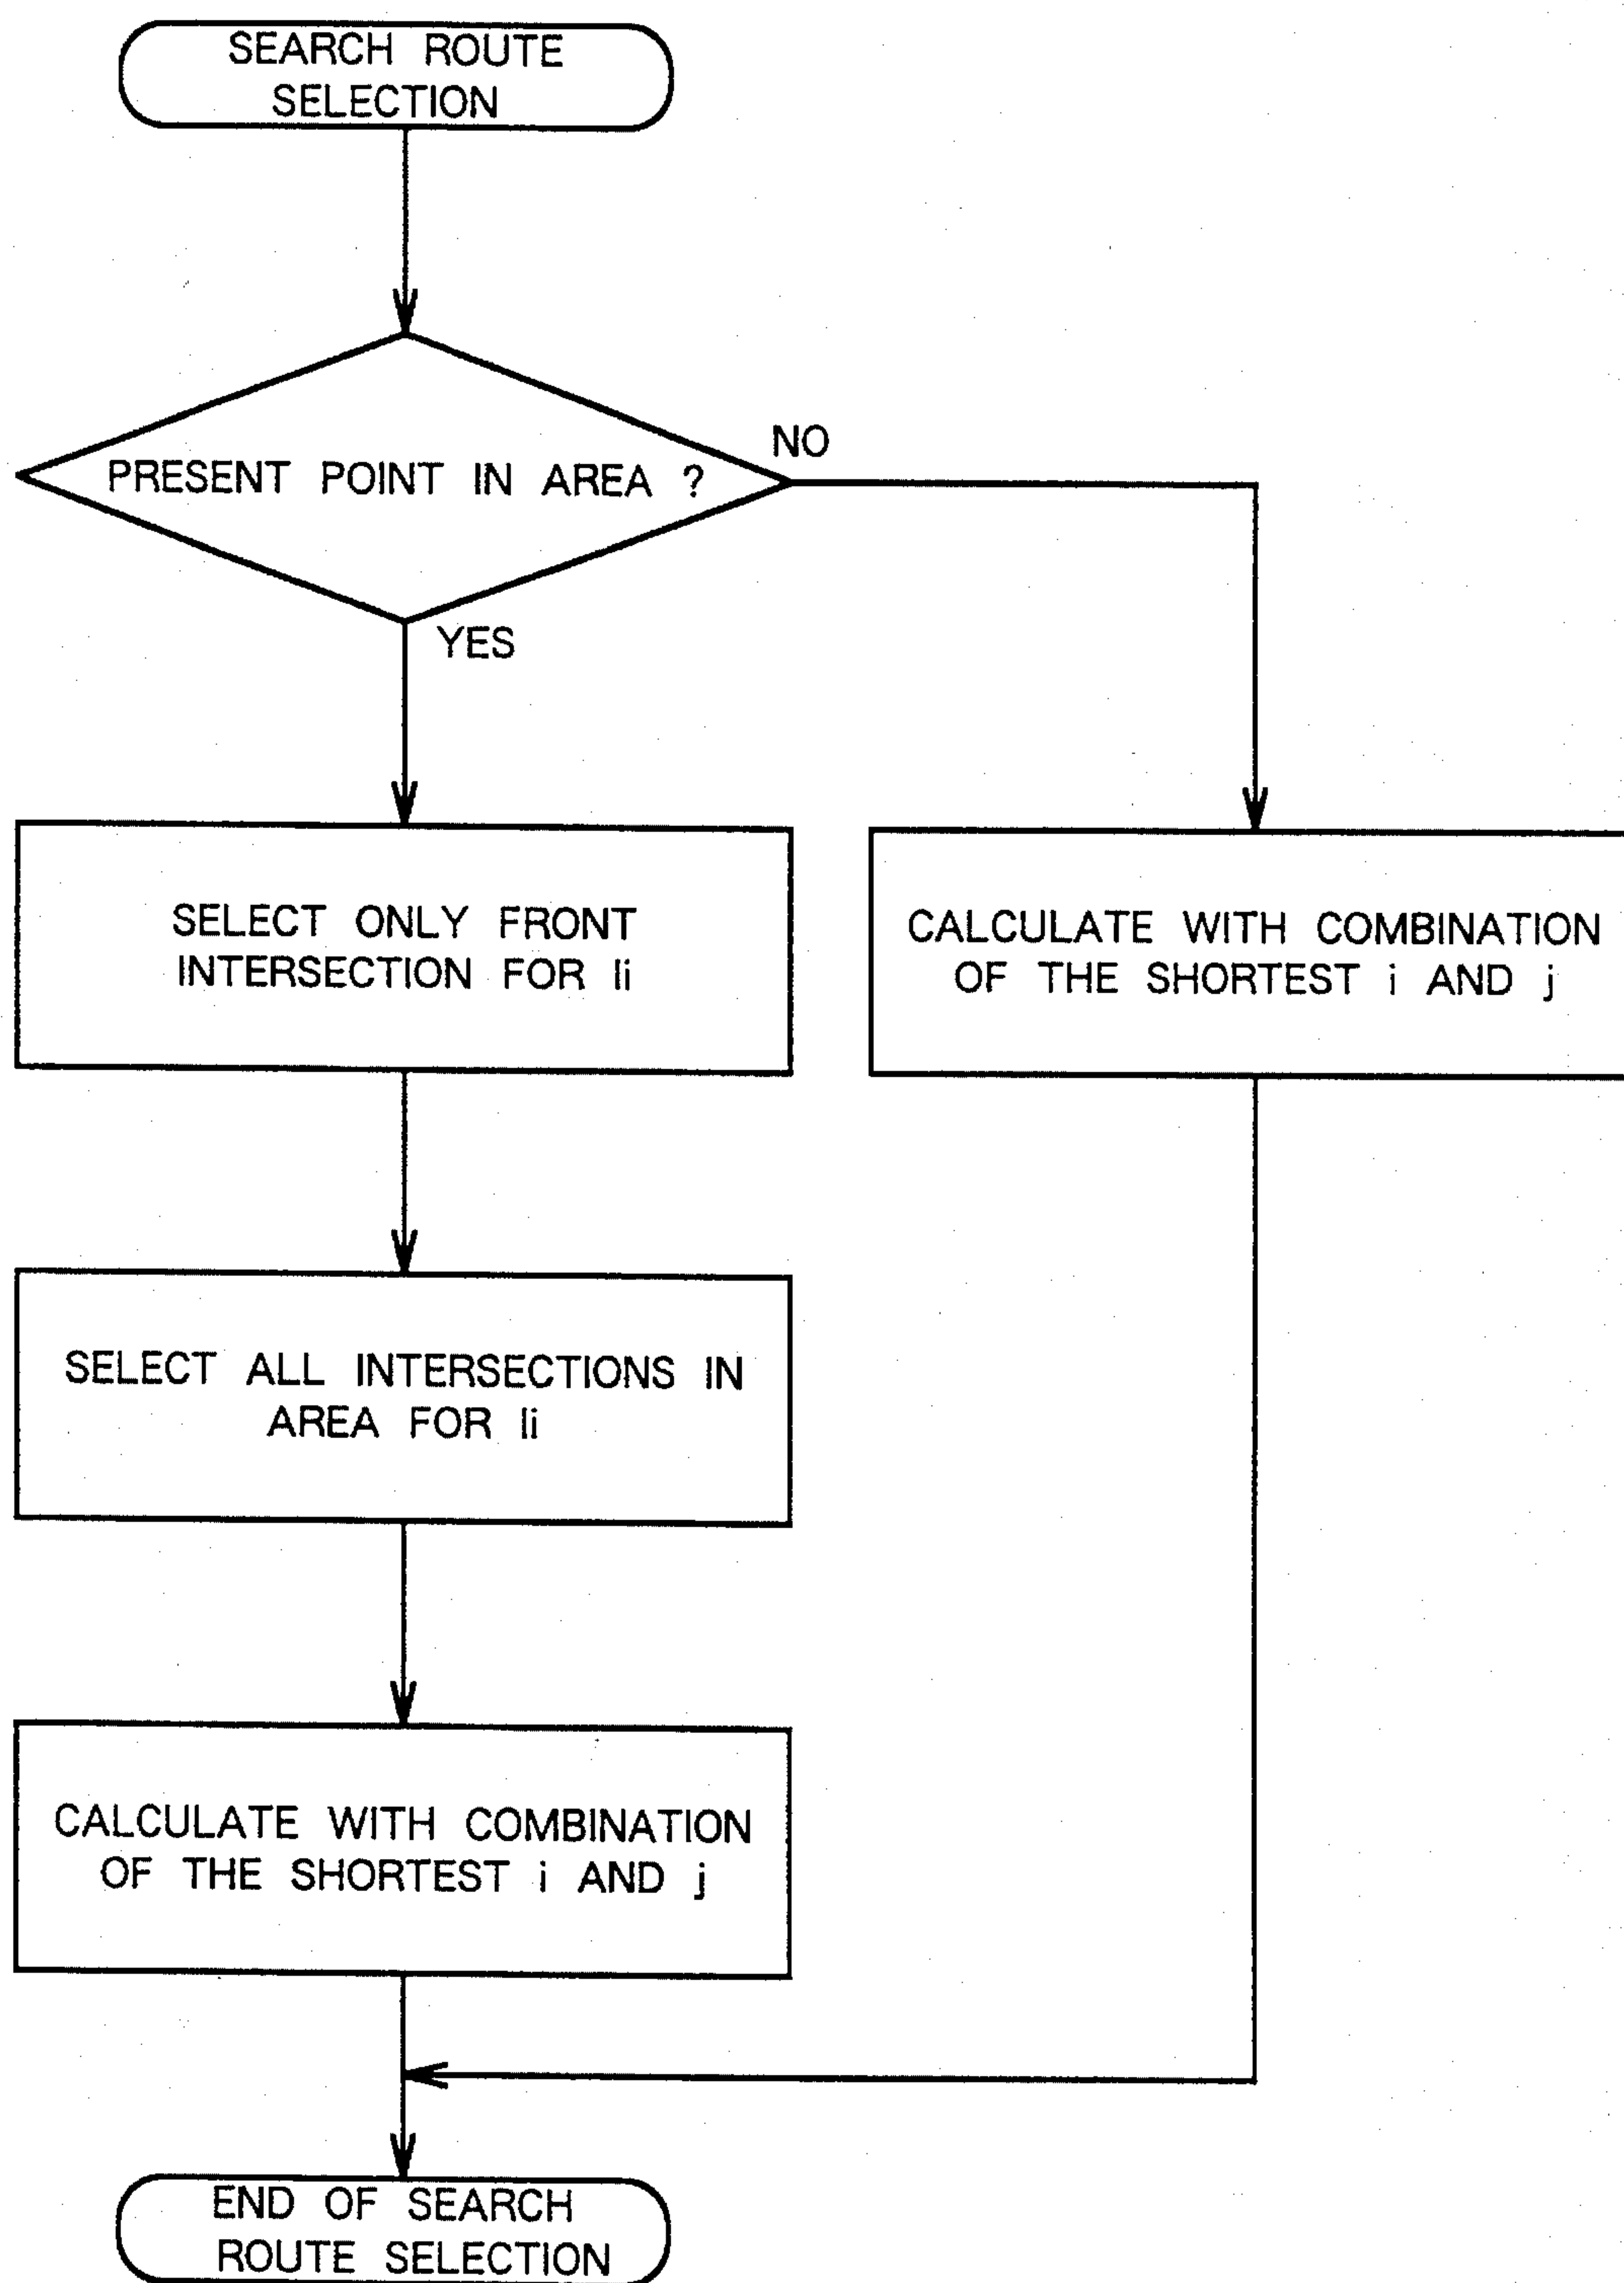 SEARCH ROUTE
SELECTION
PRESENT POINT IN AREA ?
NO
YES
SELECT ONLY FRONT
INTERSECTION FOR Ii
CALCULATE WITH COMBINATION
OF THE SHORTEST i AND j
SELECT ALL INTERSECTIONS IN
AREA FOR Ii
CALCULATE WITH COMBINATION
OF THE SHORTEST i AND j
END OF SEARCH
ROUTE SELECTION